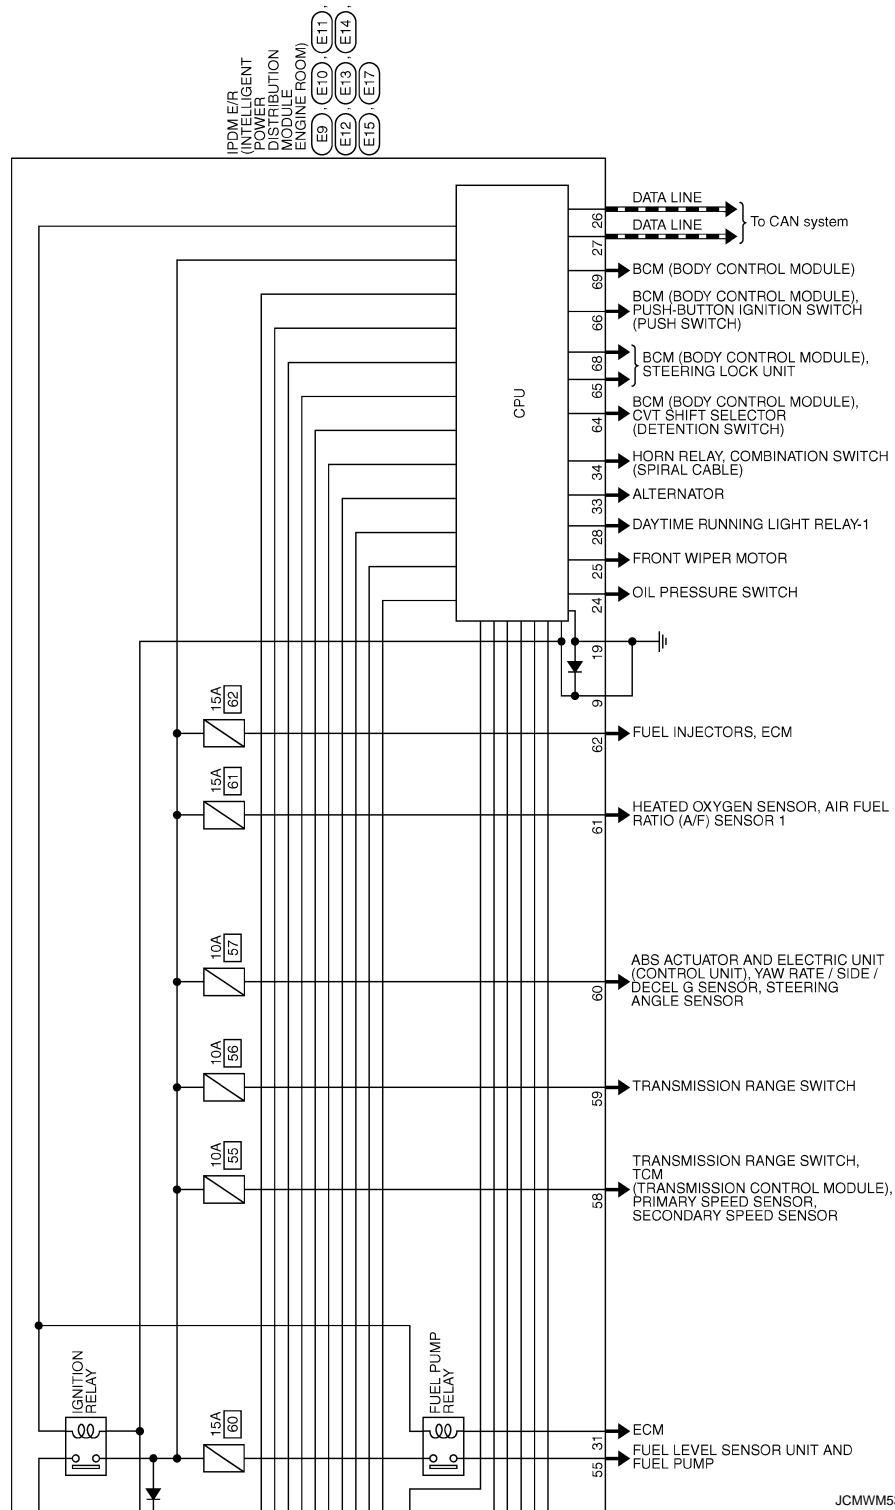 IPDM E/R
(INTELLIGENT
POWER
DISTRIBUTION
MODULE
ENGINE ROOM)
E9 , E10 , E11 ,
E12 , E13 , E14 ,
E15 , E17
CPU
26
DATA LINE
27
DATA LINE
To CAN system
69
BCM (BODY CONTROL MODULE)
66
BCM (BODY CONTROL MODULE),
PUSH-BUTTON IGNITION SWITCH
(PUSH SWITCH)
68
65
BCM (BODY CONTROL MODULE),
STEERING LOCK UNIT
64
BCM (BODY CONTROL MODULE),
CVT SHIFT SELECTOR
(DETENTION SWITCH)
34
HORN RELAY, COMBINATION SWITCH
(SPIRAL CABLE)
33
ALTERNATOR
28
DAYTIME RUNNING LIGHT RELAY-1
25
FRONT WIPER MOTOR
24
OIL PRESSURE SWITCH
19
9
15A
62
62
FUEL INJECTORS, ECM
15A
61
61
HEATED OXYGEN SENSOR, AIR FUEL
RATIO (A/F) SENSOR 1
10A
57
60
ABS ACTUATOR AND ELECTRIC UNIT
(CONTROL UNIT), YAW RATE / SIDE /
DECEL G SENSOR, STEERING
ANGLE SENSOR
10A
56
59
TRANSMISSION RANGE SWITCH
10A
55
58
TRANSMISSION RANGE SWITCH,
TCM
(TRANSMISSION CONTROL MODULE),
PRIMARY SPEED SENSOR,
SECONDARY SPEED SENSOR
IGNITION
RELAY
15A
60
FUEL PUMP
RELAY
31
ECM
55
FUEL LEVEL SENSOR UNIT AND
FUEL PUMP